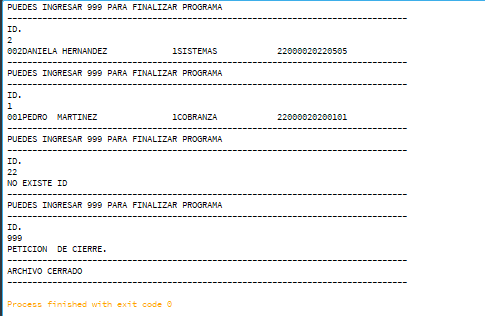 PUEDES INGRESAR 999 PARA FINALIZAR PROGRAMA
--------------------------------------------------------------------------------
ID.
2
002DANIELA HERNANDEZ             1SISTEMAS            22000020220505
--------------------------------------------------------------------------------
PUEDES INGRESAR 999 PARA FINALIZAR PROGRAMA
--------------------------------------------------------------------------------
ID.
1
001PEDRO  MARTINEZ               1COBRANZA            22000020200101
--------------------------------------------------------------------------------
PUEDES INGRESAR 999 PARA FINALIZAR PROGRAMA
--------------------------------------------------------------------------------
ID.
22
NO EXISTE ID
--------------------------------------------------------------------------------
PUEDES INGRESAR 999 PARA FINALIZAR PROGRAMA
--------------------------------------------------------------------------------
ID.
999
PETICION  DE CIERRE.
--------------------------------------------------------------------------------
ARCHIVO CERRADO
--------------------------------------------------------------------------------
Process finished with exit code 0